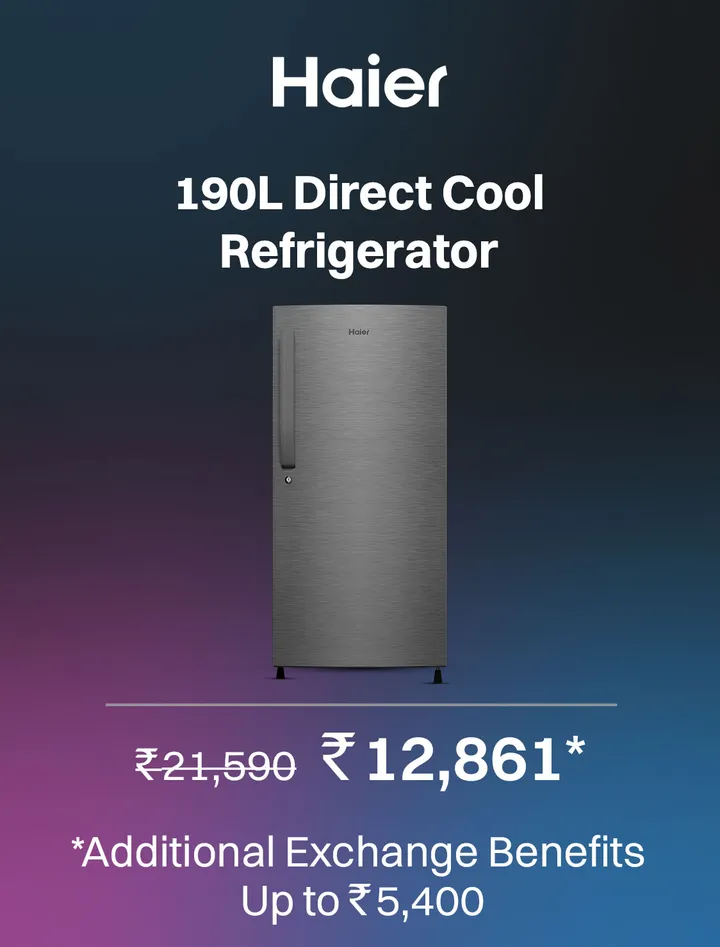 Haier
190L Direct Cool
Refrigerator
Haier
₹21,590 ₹12,861*
*Additional Exchange Benefits
Up to ₹5,400